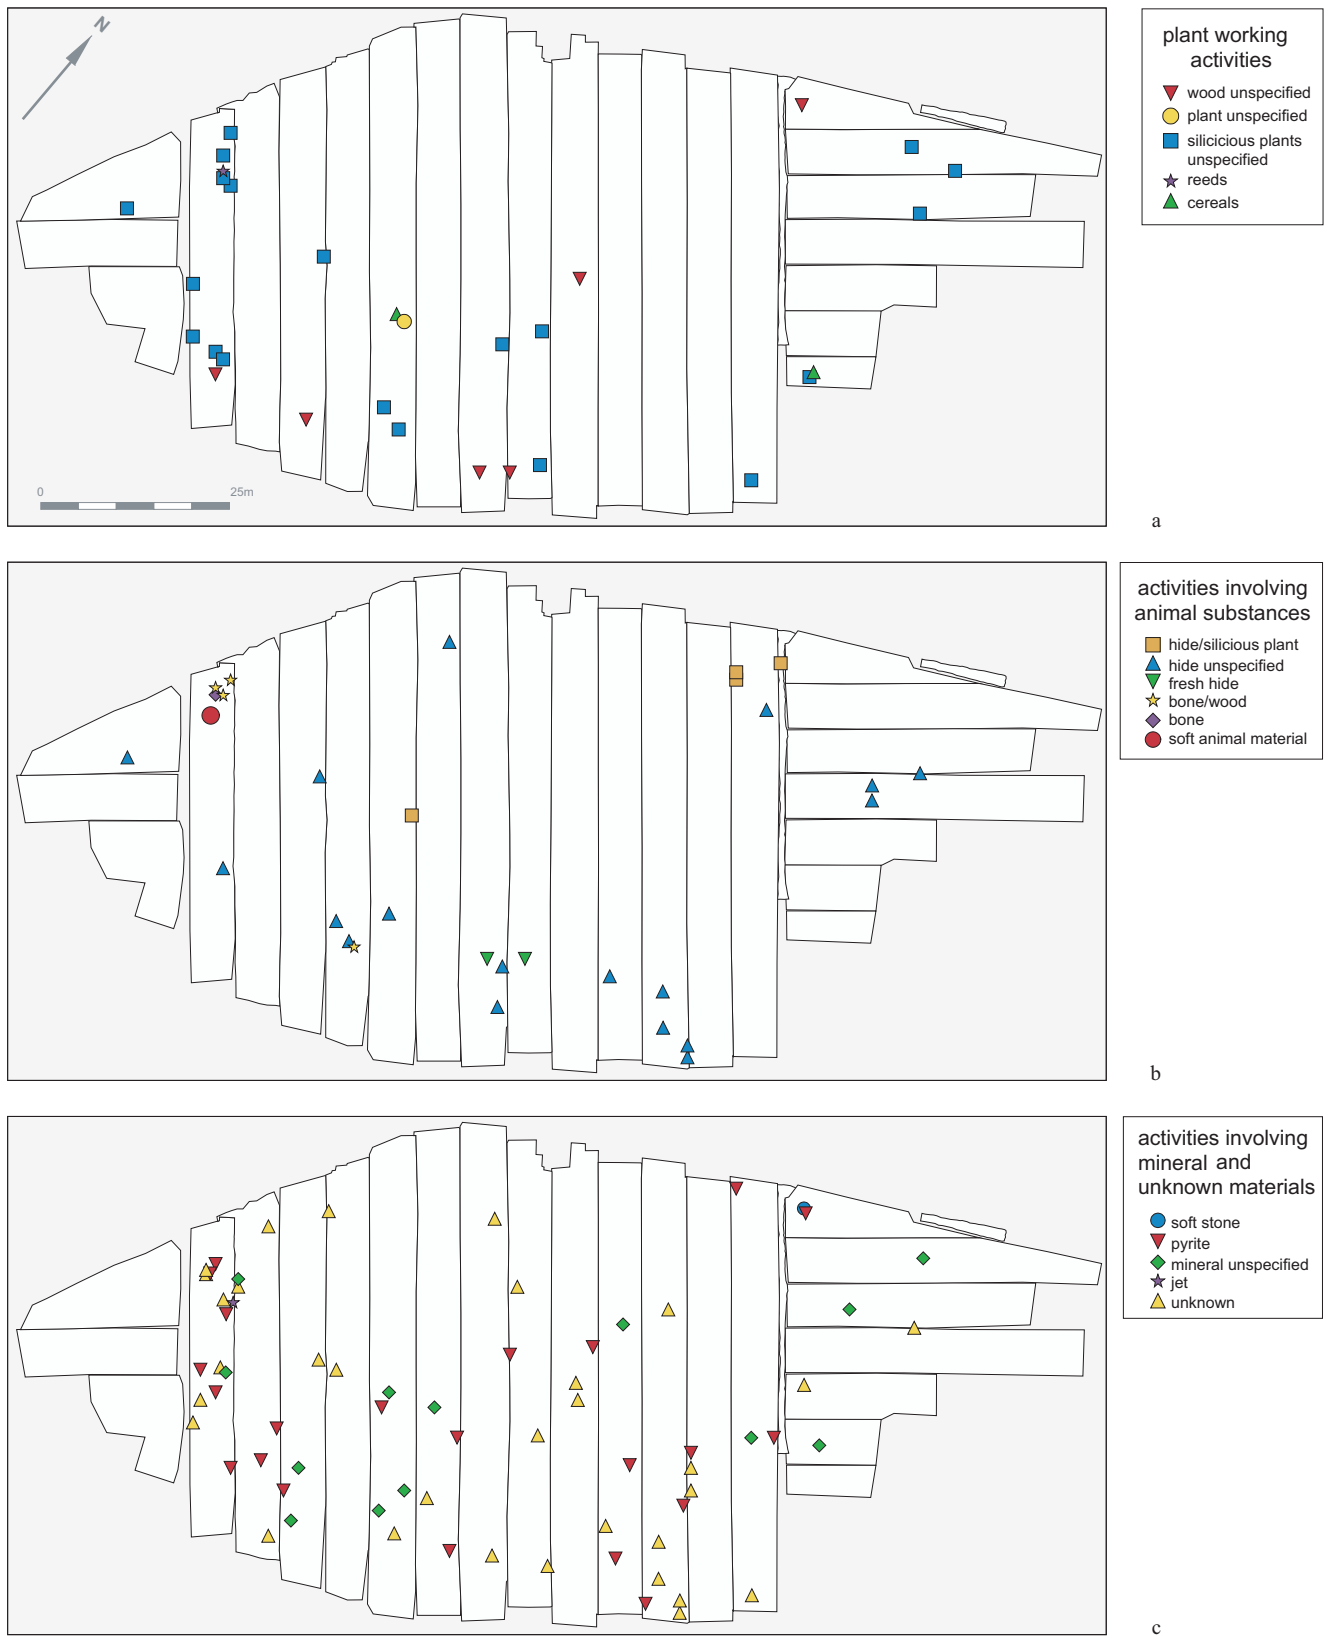 N
plant working
activities
wood unspecified
plant unspecified
silicicious plants
unspecified
reeds
cereals
0 25m
a
activities involving
animal substances
hide/silicious plant
hide unspecified
fresh hide
bone/wood
bone
soft animal material
b
activities involving
mineral and
unknown materials
soft stone
pyrite
mineral unspecified
jet
unknown
c